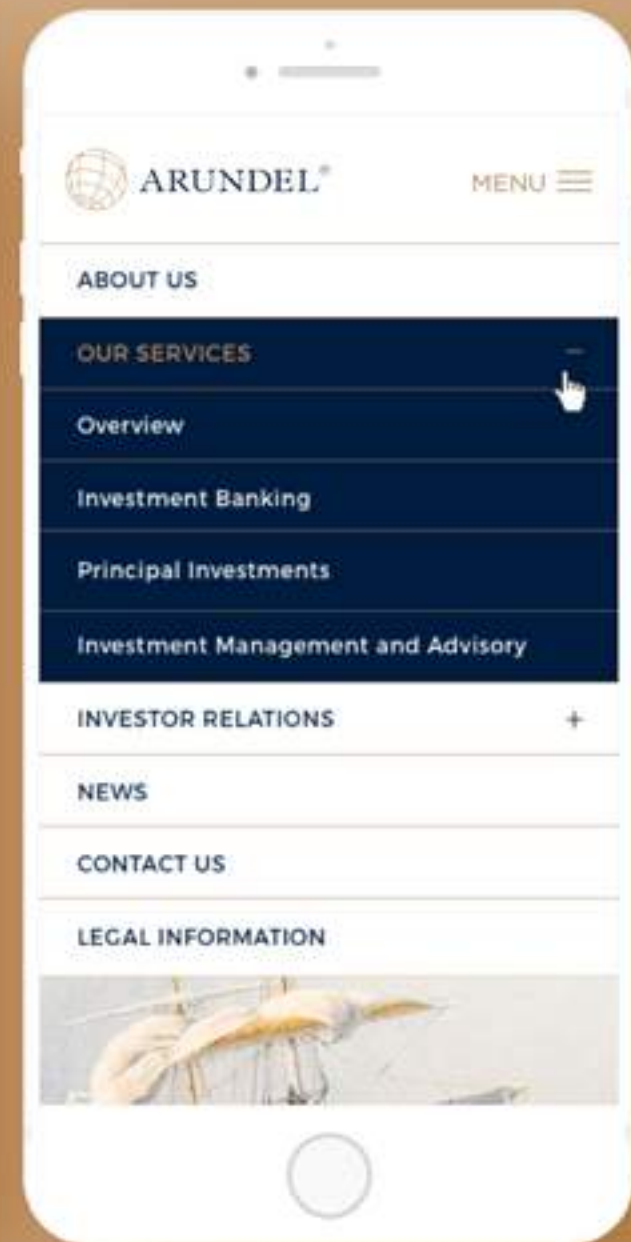 ARUNDEL®
MENU
ABOUT US
OUR SERVICES −
Overview
Investment Banking
Principal Investments
Investment Management and Advisory
INVESTOR RELATIONS +
NEWS
CONTACT US
LEGAL INFORMATION